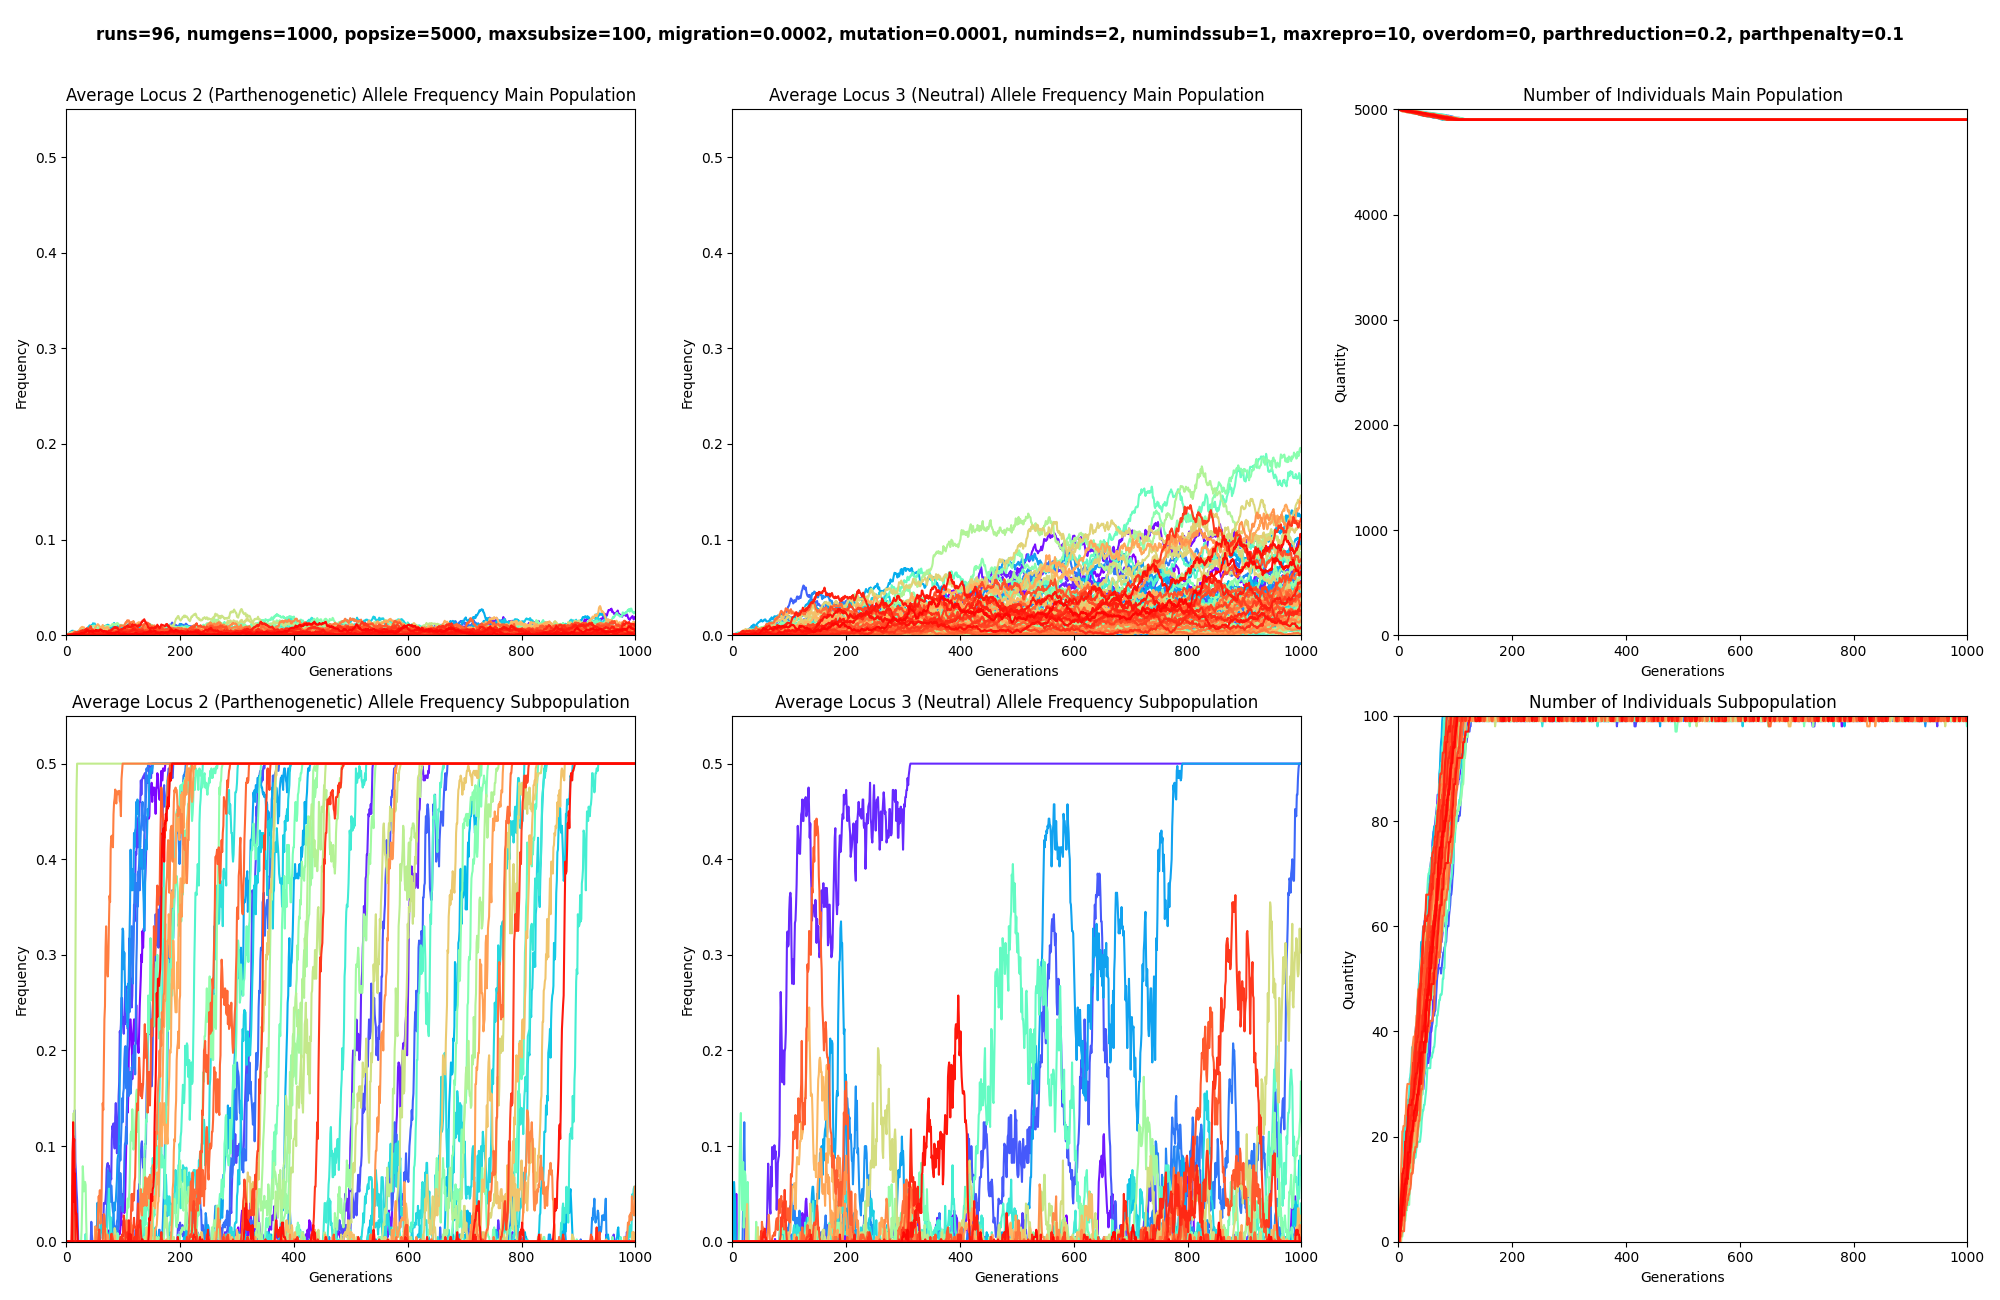 runs=96, numgens=1000, popsize=5000, maxsubsize=100, migration=0.0002, mutation=0.0001, numinds=2, numindssub=1, maxrepro=10, overdom=0, parthreduction=0.2, parthpenalty=0.1
Average Locus 2 (Parthenogenetic) Allele Frequency Main Population
Frequency
0.5
0.4
0.3
0.2
0.1
0.0
0 200 400 600 800 1000
Generations
Average Locus 3 (Neutral) Allele Frequency Main Population
Frequency
0.5
0.4
0.3
0.2
0.1
0.0
0 200 400 600 800 1000
Generations
Number of Individuals Main Population
Quantity
5000
4000
3000
2000
1000
0
0 200 400 600 800 1000
Generations
Average Locus 2 (Parthenogenetic) Allele Frequency Subpopulation
Frequency
0.5
0.4
0.3
0.2
0.1
0.0
0 200 400 600 800 1000
Generations
Average Locus 3 (Neutral) Allele Frequency Subpopulation
Frequency
0.5
0.4
0.3
0.2
0.1
0.0
0 200 400 600 800 1000
Generations
Number of Individuals Subpopulation
Quantity
100
80
60
40
20
0
0 200 400 600 800 1000
Generations